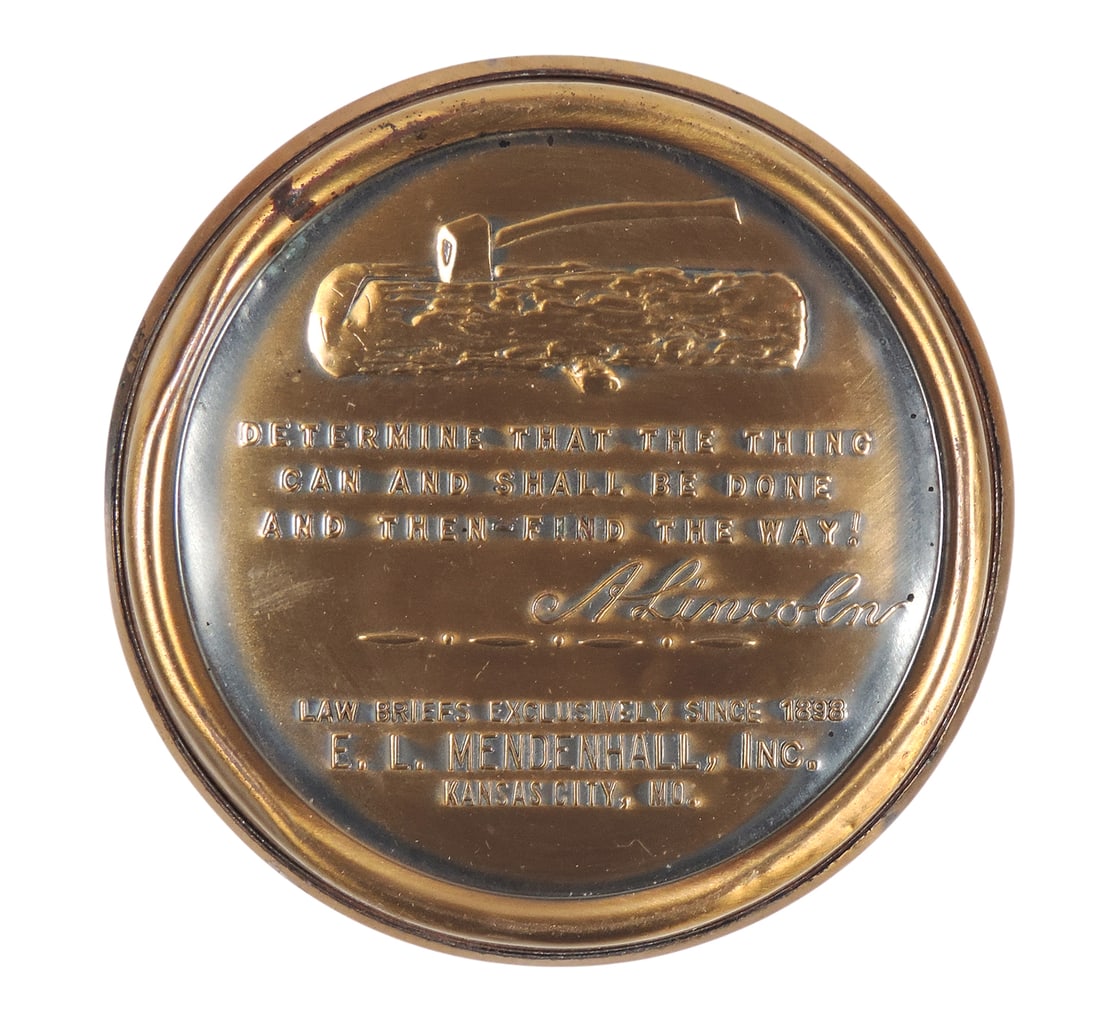 DETERMINE THAT THE THING
CAN AND SHALL BE DONE
AND THEN - FIND THE WAY!
A Lincoln
LAW BRIEFS EXCLUSIVELY SINCE 1898
E. L. MENDENHALL, INC.
KANSAS CITY, MO.